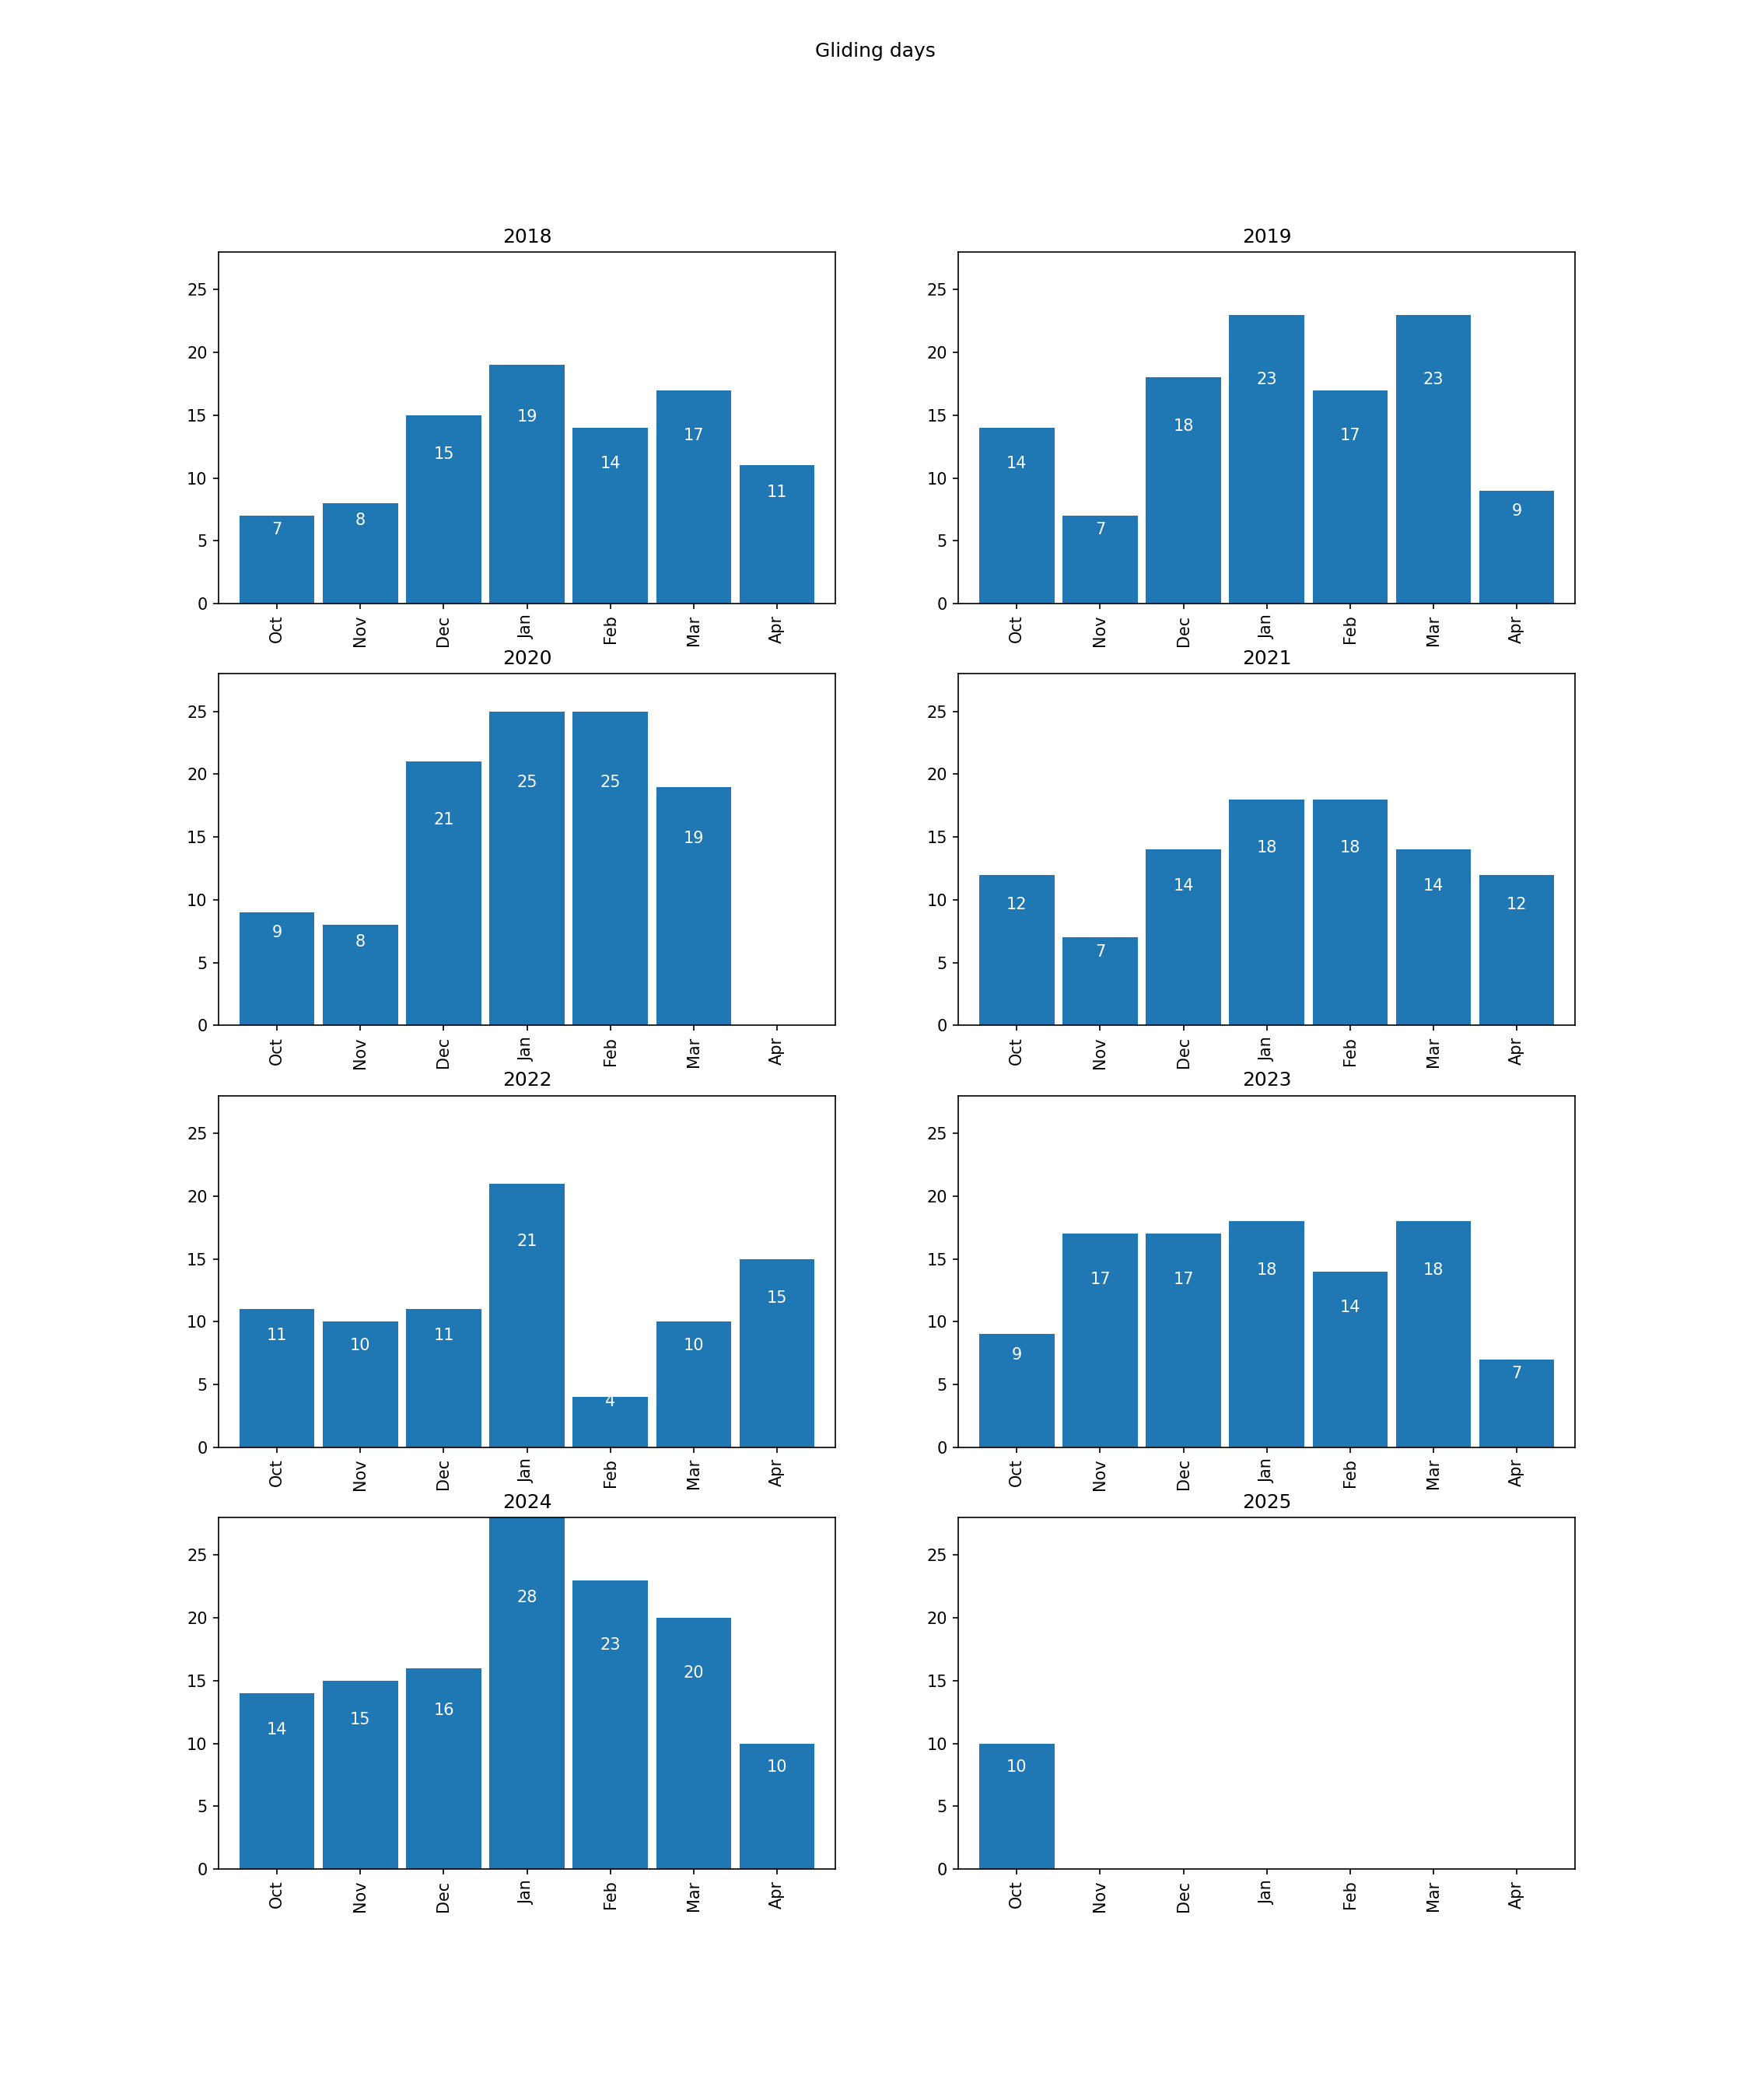 Gliding days
2018 2019
25 25
20 20
15 15
10 10
5 5
0 0
7 8 15 19 14 17 11
14 7 18 23 17 23 9
Oct Nov Dec Jan Feb Mar Apr
Oct Nov Dec Jan Feb Mar Apr
2020 2021
25 25
20 20
15 15
10 10
5 5
0 0
9 8 21 25 25 19
12 7 14 18 18 14 12
Oct Nov Dec Jan Feb Mar Apr
Oct Nov Dec Jan Feb Mar Apr
2022 2023
25 25
20 20
15 15
10 10
5 5
0 0
11 10 11 21 4 10 15
9 17 17 18 14 18 7
Oct Nov Dec Jan Feb Mar Apr
Oct Nov Dec Jan Feb Mar Apr
2024 2025
25 25
20 20
15 15
10 10
5 5
0 0
14 15 16 28 23 20 10
10
Oct Nov Dec Jan Feb Mar Apr
Oct Nov Dec Jan Feb Mar Apr